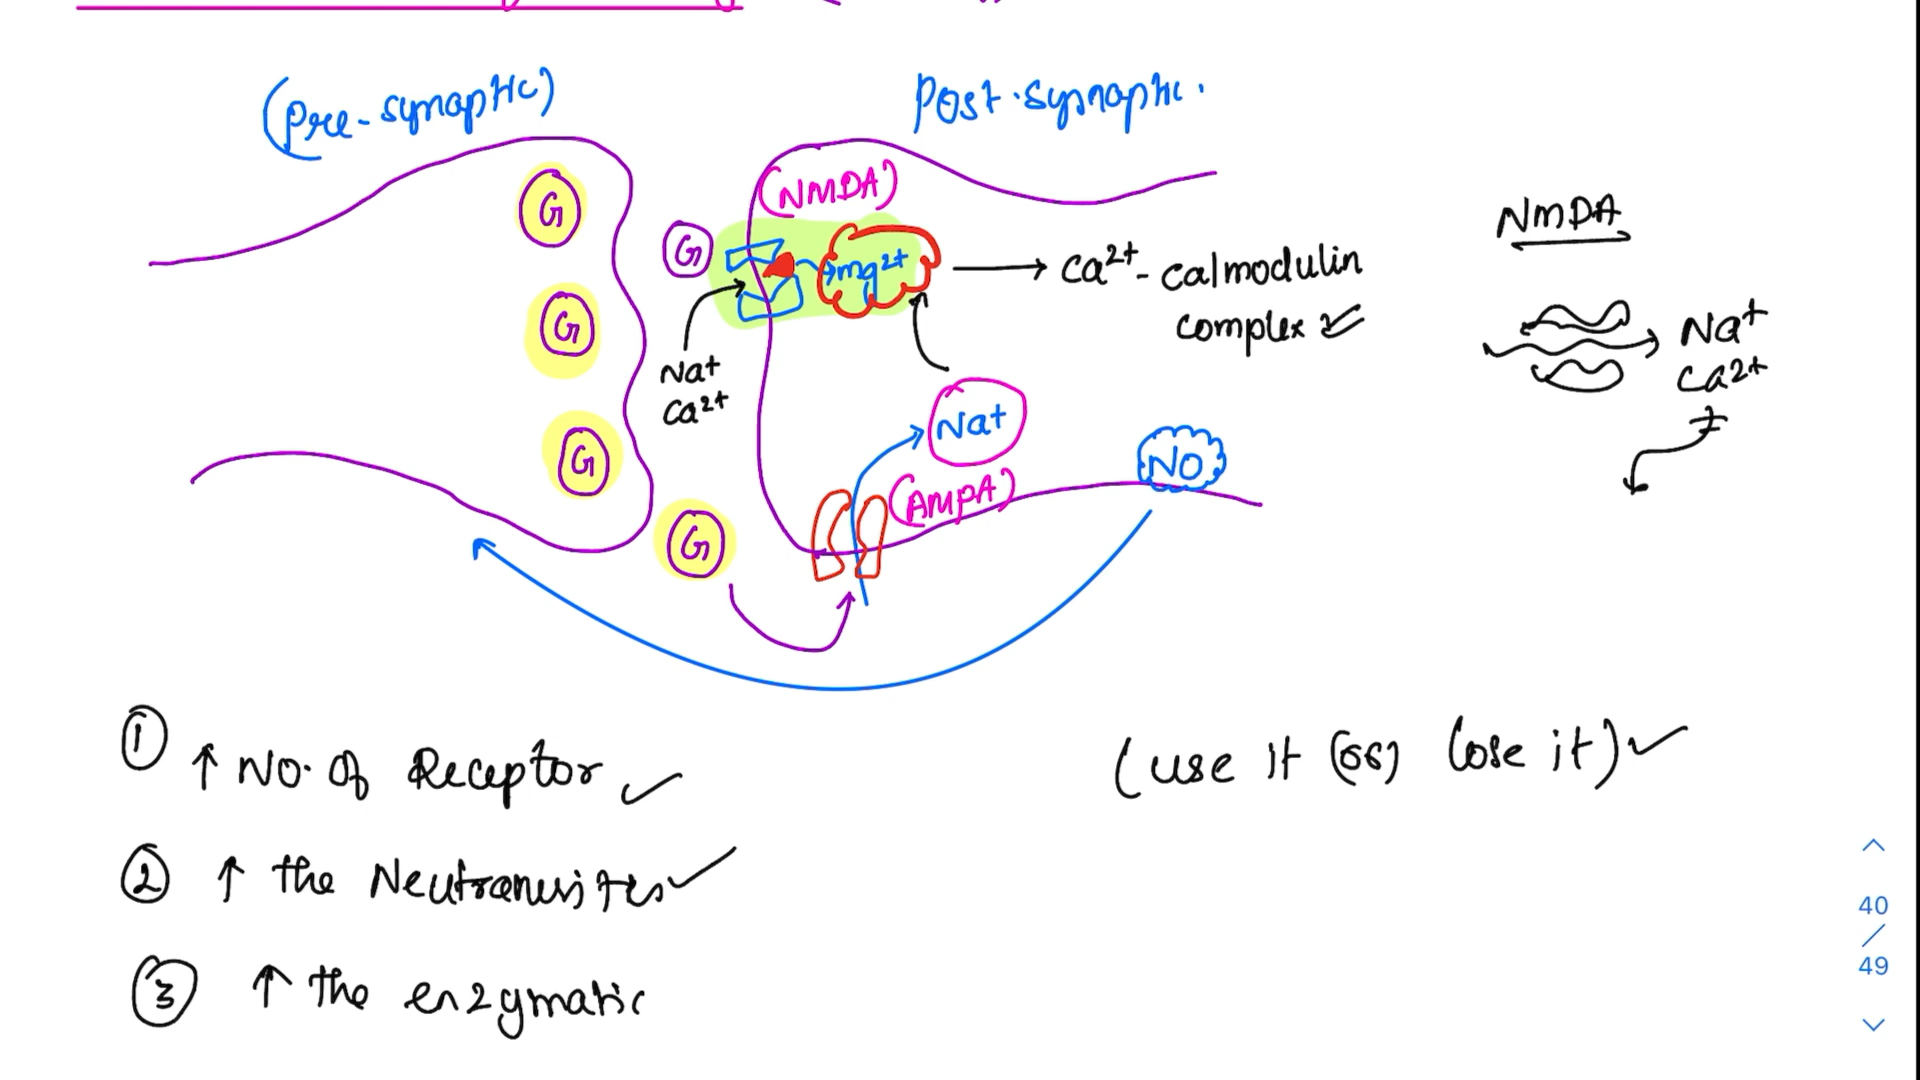 (Pre-synaptic)
Post-synaptic.
(NMDA)
G
G
G
G
G
Mg2+
Ca2+- calmodulin
complex
Na+
Ca2+
Na+
(AMPA)
NO
NMDA
Na+
Ca2+
① ↑ NO. Of Receptor ✓
(use it (or) lose it) ✓
② ↑ the ✓
③ ↑ the enzymatic
40
/
49